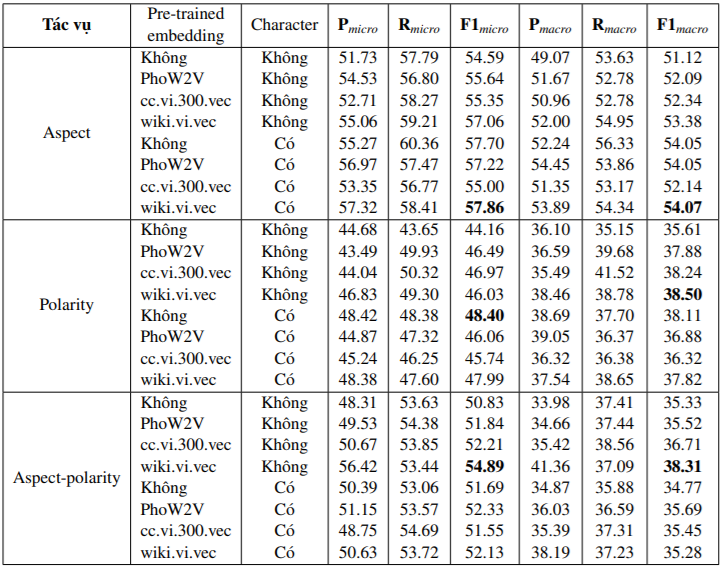 Tác vụ Pre-trained embedding Character Pmicro Rmicro F1micro Pmacro Rmacro F1macro
Aspect
Không Không 51.73 57.79 54.59 49.07 53.63 51.12
PhoW2V Không 54.53 56.80 55.64 51.67 52.78 52.09
cc.vi.300.vec Không 52.71 58.27 55.35 50.96 52.78 52.34
wiki.vi.vec Không 55.06 59.21 57.06 52.00 54.95 53.38
Không Có 55.27 60.36 57.70 52.24 56.33 54.05
PhoW2V Có 56.97 57.47 57.22 54.45 53.86 54.05
cc.vi.300.vec Có 53.35 56.77 55.00 51.35 53.17 52.14
wiki.vi.vec Có 57.32 58.41 57.86 53.89 54.34 54.07
Polarity
Không Không 44.68 43.65 44.16 36.10 35.15 35.61
PhoW2V Không 43.49 49.93 46.49 36.59 39.68 37.88
cc.vi.300.vec Không 44.04 50.32 46.97 35.49 41.52 38.24
wiki.vi.vec Không 46.83 49.30 46.03 38.46 38.78 38.50
Không Có 48.42 48.38 48.40 38.69 37.70 38.11
PhoW2V Có 44.87 47.32 46.06 39.05 36.37 36.88
cc.vi.300.vec Có 45.24 46.25 45.74 36.32 36.38 36.32
wiki.vi.vec Có 48.38 47.60 47.99 37.54 38.65 37.82
Aspect-polarity
Không Không 48.31 53.63 50.83 33.98 37.41 35.33
PhoW2V Không 49.53 54.38 51.84 34.66 37.44 35.52
cc.vi.300.vec Không 50.67 53.85 52.21 35.42 38.56 36.71
wiki.vi.vec Không 56.42 53.44 54.89 41.36 37.09 38.31
Không Có 50.39 53.06 51.69 34.87 35.88 34.77
PhoW2V Có 51.15 53.57 52.33 36.03 36.59 35.69
cc.vi.300.vec Có 48.75 54.69 51.55 35.39 37.31 35.45
wiki.vi.vec Có 50.63 53.72 52.13 38.19 37.23 35.28